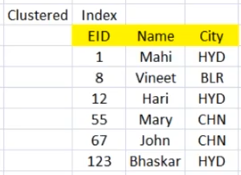 Clustered Index
EID Name City
1 Mahi HYD
8 Vineet BLR
12 Hari HYD
55 Mary CHN
67 John CHN
123 Bhaskar HYD